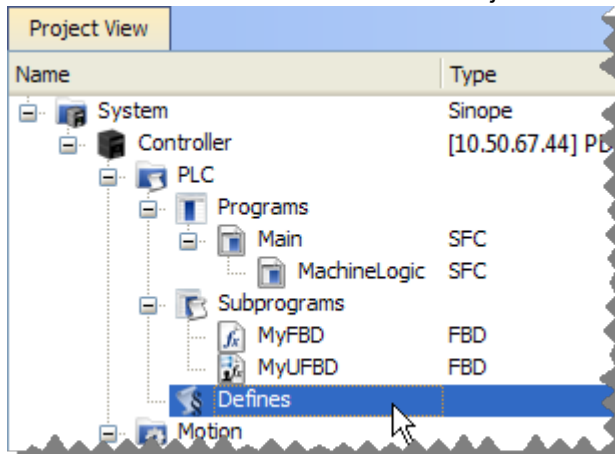 Project View
Name Type
System Sinope
Controller [10.50.67.44] PD
PLC
Programs
Main SFC
MachineLogic SFC
Subprograms
MyFBD FBD
MyUFBD FBD
Defines
Motion